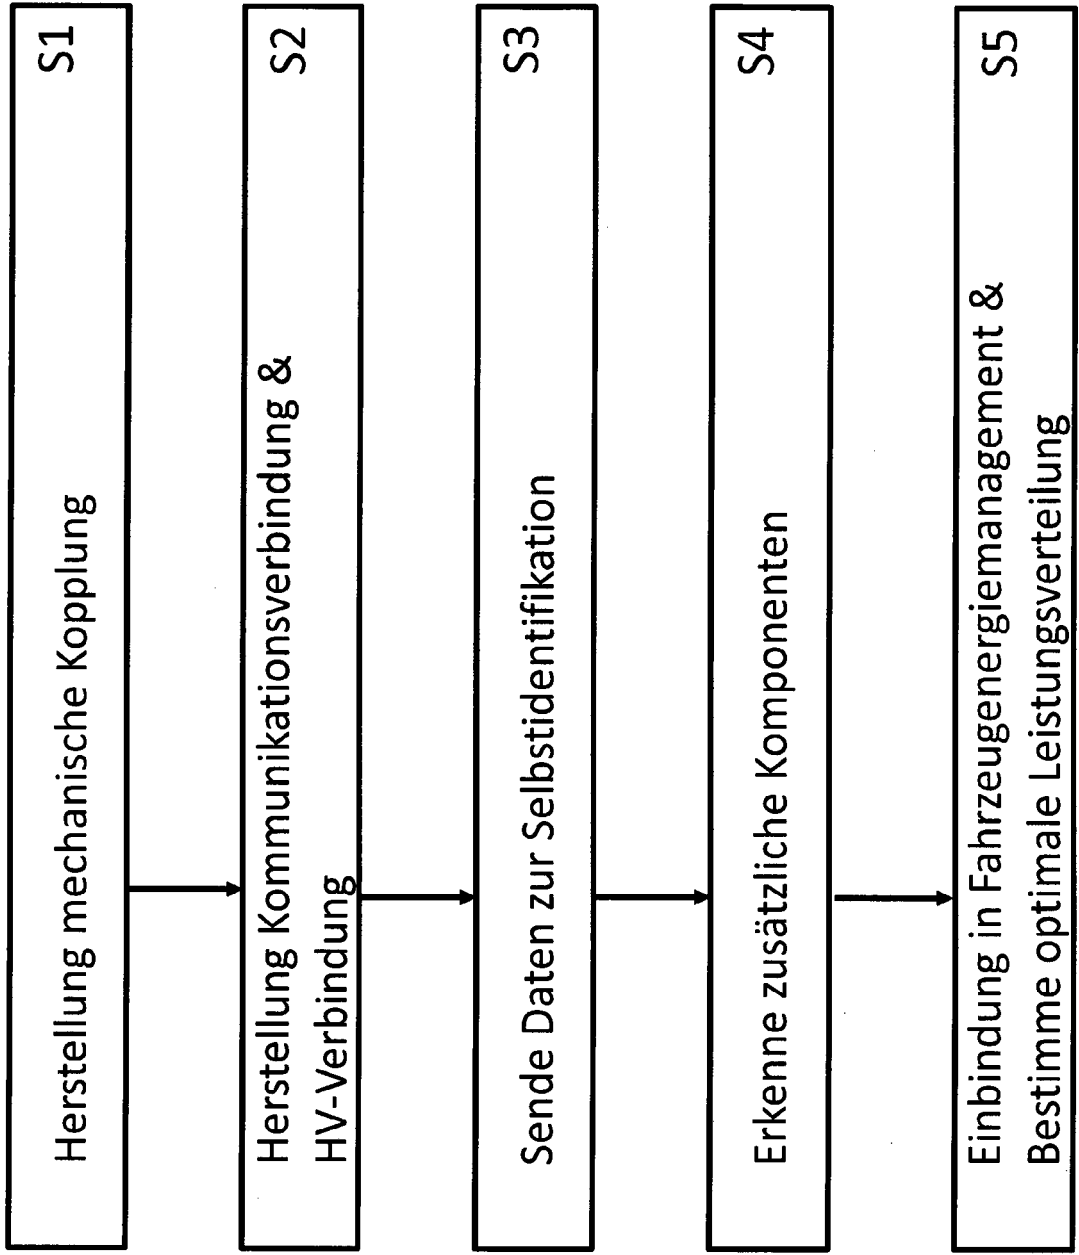 Herstellung mechanische Kopplung
S1
Herstellung Kommunikationsverbindung &
HV-Verbindung
S2
Sende Daten zur Selbstidentifikation
S3
Erkenne zusätzliche Komponenten
S4
Einbindung in Fahrzeugenergiemanagement &
Bestimme optimale Leistungsverteilung
S5